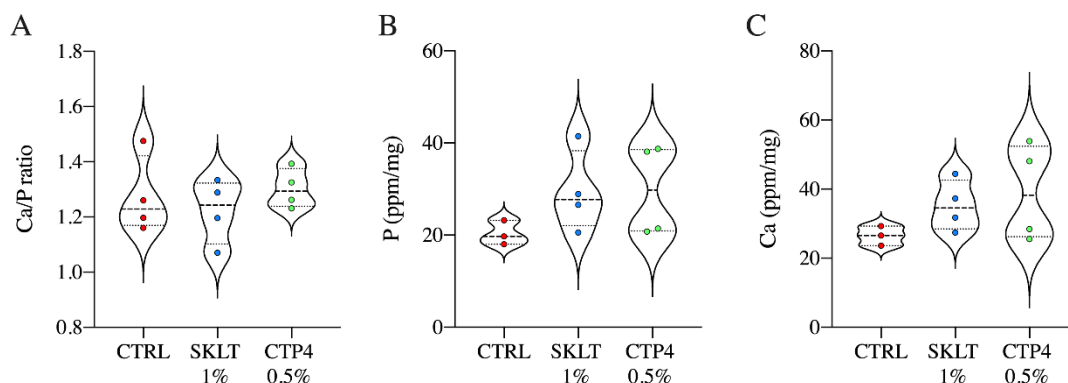 A
Ca/P ratio
1.8
1.6
1.4
1.2
1.0
0.8
CTRL SKLT CTP4
1% 0.5%
B
P (ppm/mg)
60
40
20
0
CTRL SKLT CTP4
1% 0.5%
C
Ca (ppm/mg)
80
60
40
20
0
CTRL SKLT CTP4
1% 0.5%